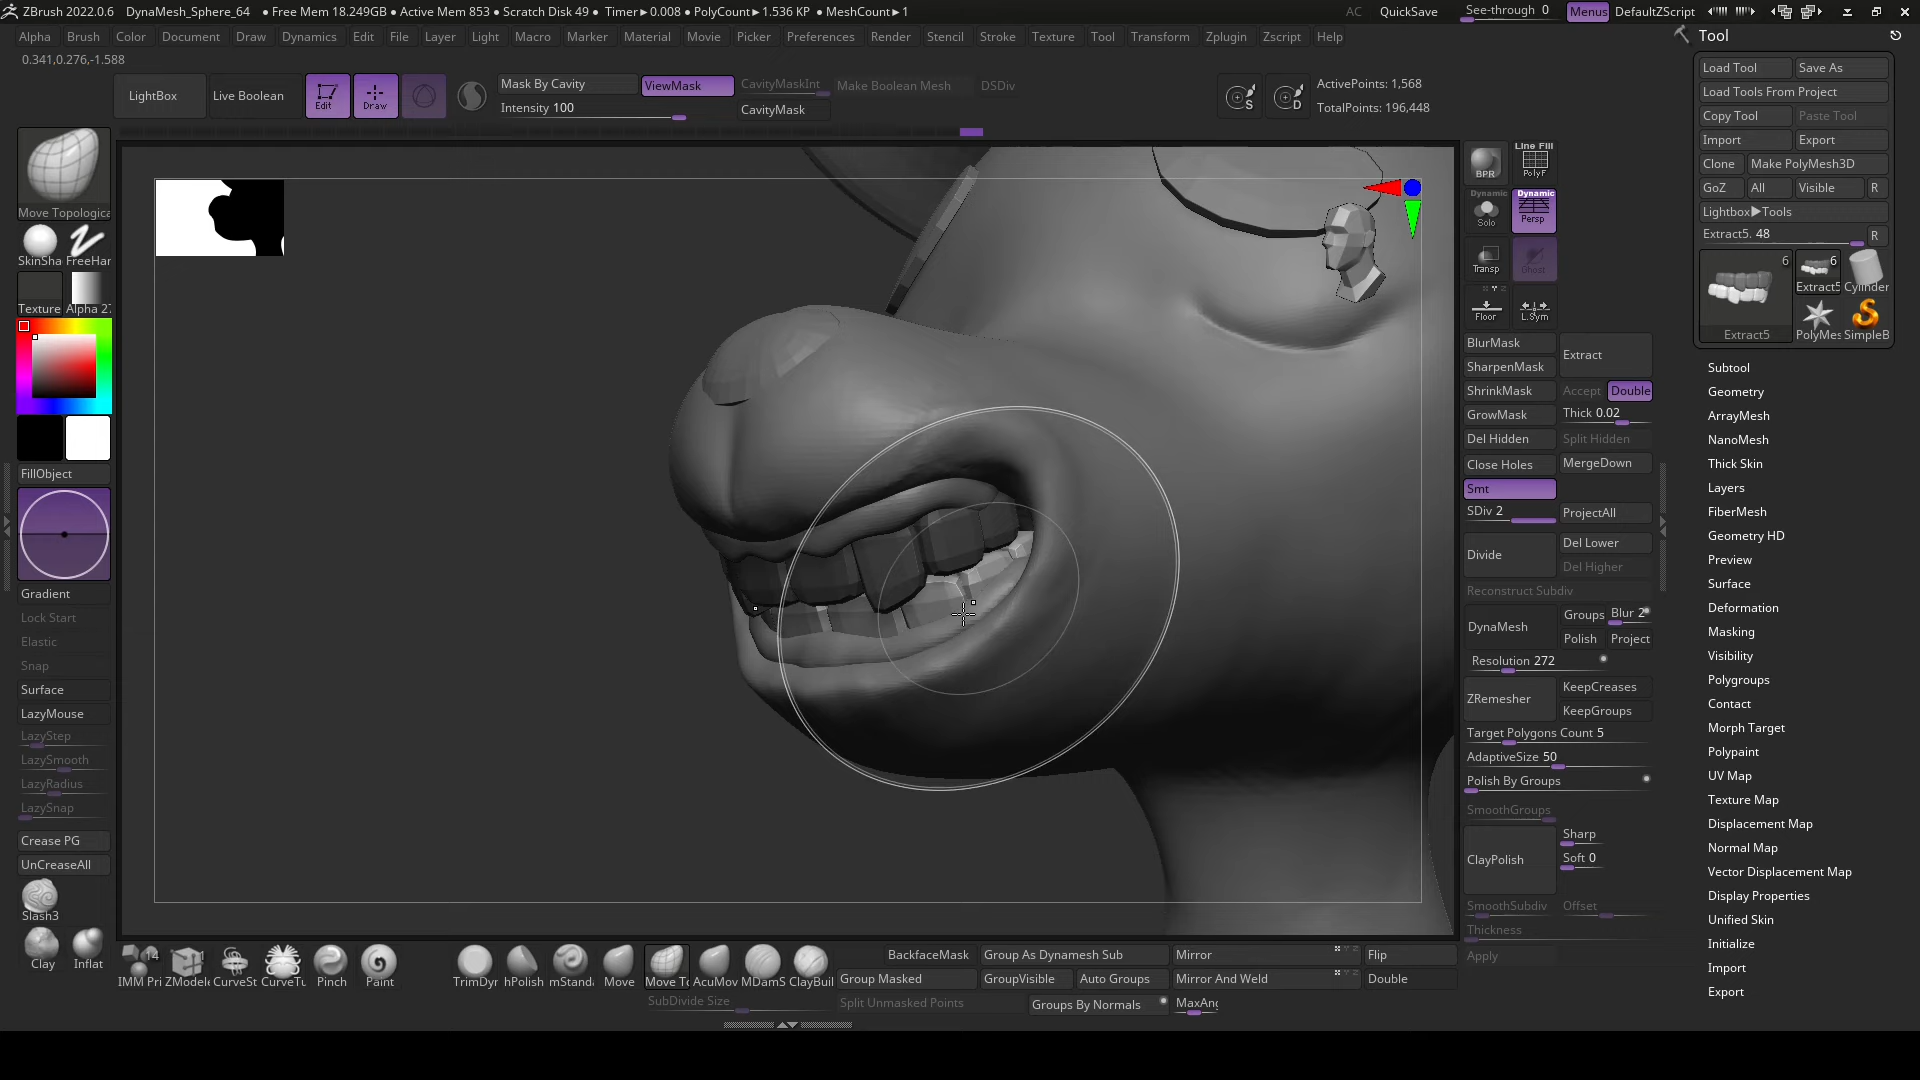 ZBrush 2022.0.6 DynaMesh_Sphere_64 • Free Mem 18.249GB • Active Mem 853 • Scratch Disk 49 • Timer▶0.008 • PolyCount▶1.536 KP • MeshCount▶1 AC QuickSave See-through 0 Menus DefaultZScript
Alpha Brush Color Document Draw Dynamics Edit File Layer Light Macro Marker Material Movie Picker Preferences Render Stencil Stroke Texture Tool Transform Zplugin Zscript Help
0.341,0.276,-1.588
LightBox
Live Boolean
Edit
Draw
Mask By Cavity
Intensity 100
ViewMask
CavityMaskInt
CavityMask
Make Boolean Mesh
DSDiv
S
D
ActivePoints: 1,568
TotalPoints: 196,448
Move Topologica
SkinSha
FreeHan
Texture
Alpha 27
FillObject
Gradient
Lock Start
Elastic
Snap
Surface
LazyMouse
LazyStep
LazySmooth
LazyRadius
LazySnap
Crease PG
UnCreaseAll
Slash3
Clay
Inflat
BPR
Line Fill
PolyF
Dynamic
Solo
Dynamic
Persp
Transp
Ghost
Floor
L.Sym
BlurMask
SharpenMask
ShrinkMask
GrowMask
Del Hidden
Close Holes
Smt
SDiv 2
Divide
Reconstruct Subdiv
DynaMesh
Resolution 272
ZRemesher
Target Polygons Count 5
AdaptiveSize 50
Polish By Groups
SmoothGroups
ClayPolish
SmoothSubdiv
Thickness
Apply
Extract
Accept
Double
Thick 0.02
Split Hidden
MergeDown
ProjectAll
Del Lower
Del Higher
Groups
Blur 2
Polish
Project
KeepCreases
KeepGroups
Sharp
Soft 0
Offset
Tool
Load Tool
Save As
Load Tools From Project
Copy Tool
Paste Tool
Import
Export
Clone
Make PolyMesh3D
GoZ
All
Visible
R
Lightbox▶Tools
Extract5. 48
R
6
Extract5
6
Extract5
Cylinder
PolyMes
SimpleB
Subtool
Geometry
ArrayMesh
NanoMesh
Thick Skin
Layers
FiberMesh
Geometry HD
Preview
Surface
Deformation
Masking
Visibility
Polygroups
Contact
Morph Target
Polypaint
UV Map
Texture Map
Displacement Map
Normal Map
Vector Displacement Map
Display Properties
Unified Skin
Initialize
Import
Export
14
IMM Pri
ZModele
CurveSt
CurveTu
Pinch
Paint
TrimDyr
hPolish
mStand
Move
Move To
AcuMov
MDamS
ClayBuil
SubDivide Size
BackfaceMask
Group Masked
Split Unmasked Points
Group As Dynamesh Sub
GroupVisible
Auto Groups
Groups By Normals
Mirror
Mirror And Weld
MaxAng
Flip
Double